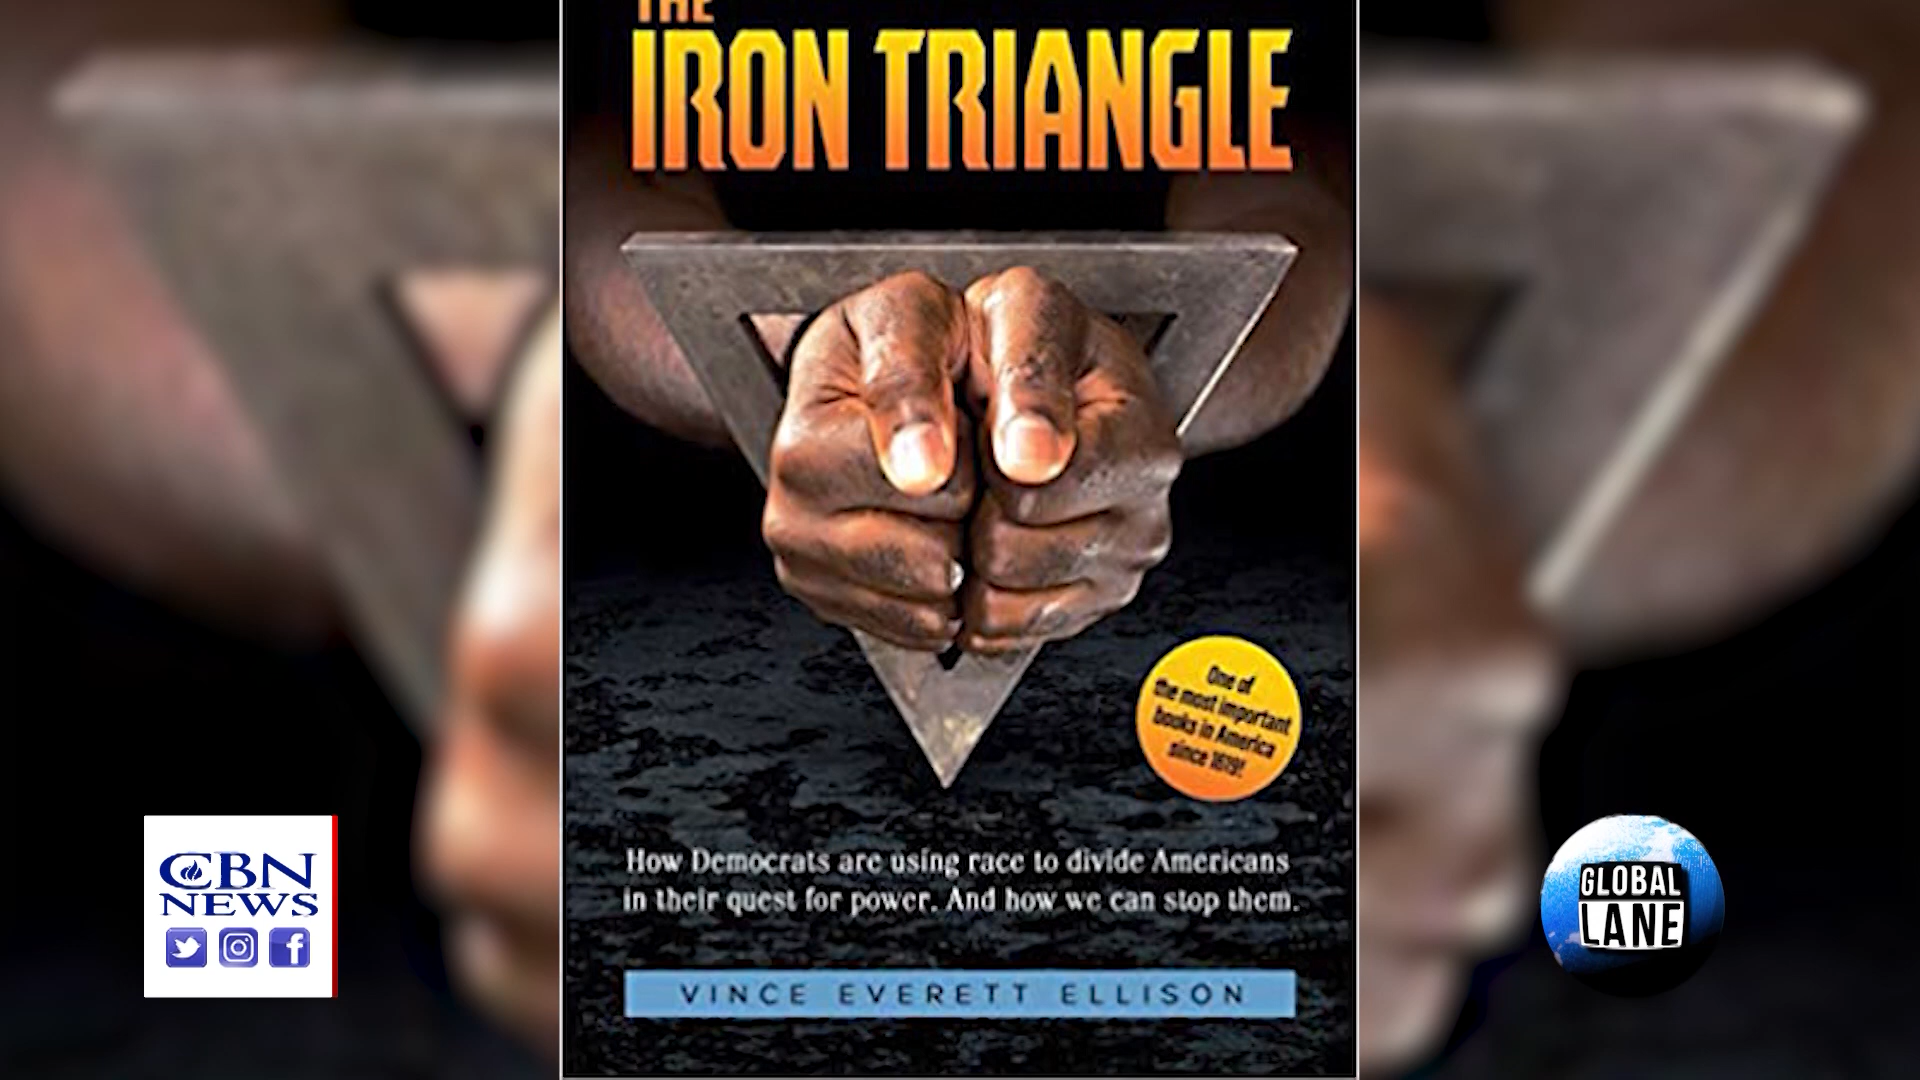 THE
IRON TRIANGLE
One of
the most important
books in America
since 1619!
How Democrats are using race to divide Americans
in their quest for power. And how we can stop them.
VINCE EVERETT ELLISON
CBN
NEWS
GLOBAL
LANE